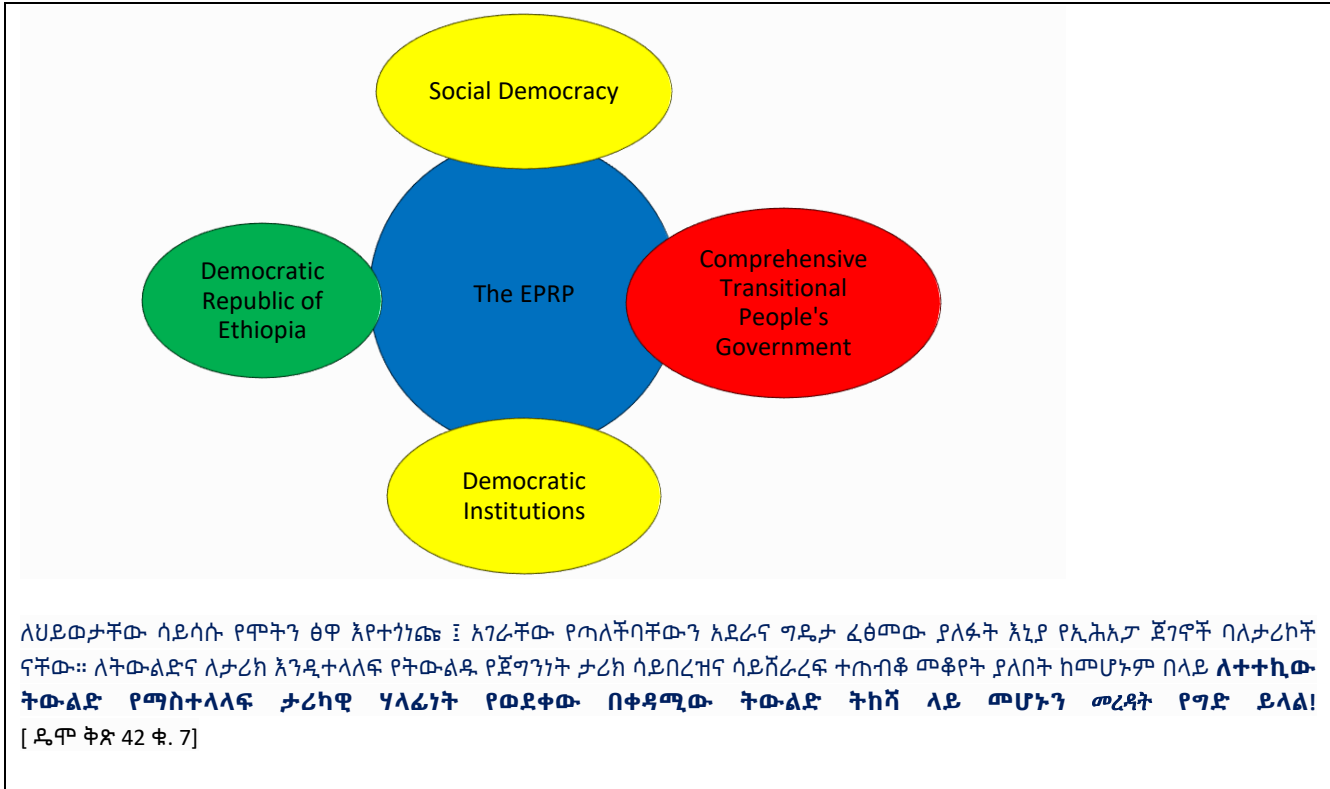 Social Democracy
Democratic
Republic of
Ethiopia
The EPRP
Comprehensive
Transitional
People's
Government
Democratic
Institutions
ለህይወታቸው ሳይሳሱ የሞትን ፅዋ እየተጎነጩ ፤ አገራቸው የጣለችባቸውን አደራና ግዴታ ፈፅመው ያለፉት እኒያ የኢሕአፓ ጀገኖች ባለታሪኮች
ናቸው። ለትውልድና ለታሪክ እንዲተላለፍ የትውልዱ የጀግንነት ታሪክ ሳይበረዝና ሳይሸራረፍ ተጠብቆ መቆየት ያለበት ከመሆኑም በላይ ለተተኪው
ትውልድ የማስተላለፍ ታሪካዊ ሃላፊነት የወደቀው በቀዳሚው ትውልድ ትከሻ ላይ መሆኑን መረዳት የግድ ይላል!
[ ዴሞ ቅጽ 42 ቁ. 7]